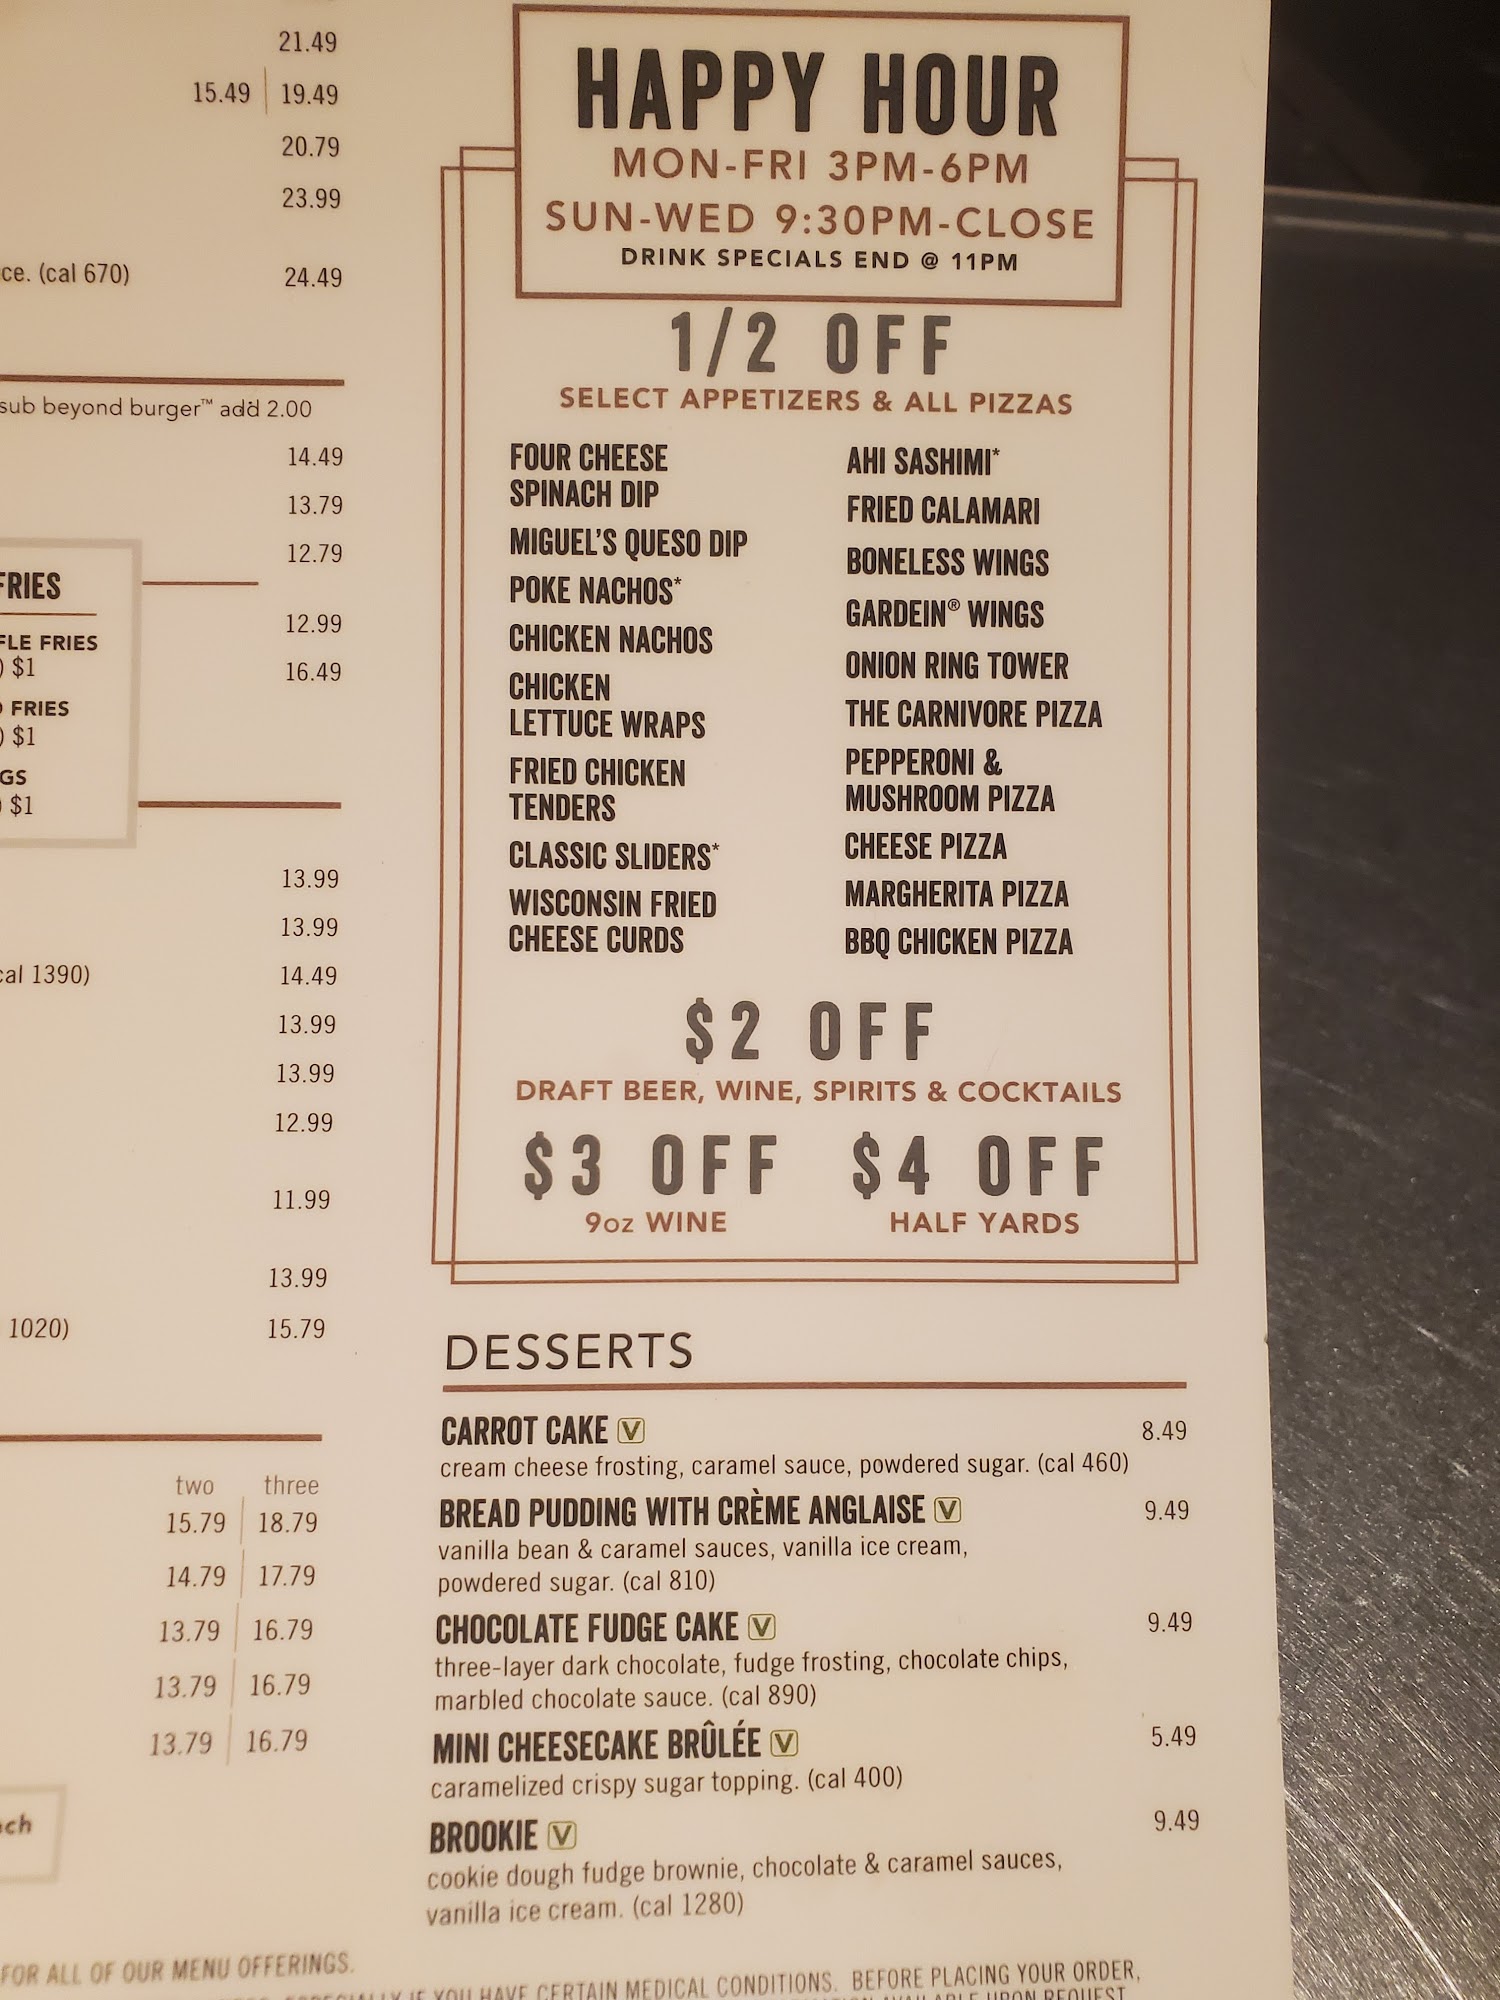 21.49
15.49 | 19.49
20.79
23.99
ce. (cal 670) 24.49
sub beyond burger™ add 2.00
14.49
13.79
12.79
FRIES
12.99
FLE FRIES
) $1
16.49
FRIES
) $1
GS
) $1
13.99
13.99
cal 1390) 14.49
13.99
13.99
12.99
11.99
13.99
1020) 15.79
two three
15.79 | 18.79
14.79 | 17.79
13.79 | 16.79
13.79 | 16.79
13.79 | 16.79
ch
HAPPY HOUR
MON-FRI 3PM-6PM
SUN-WED 9:30PM-CLOSE
DRINK SPECIALS END @ 11PM
1/2 OFF
SELECT APPETIZERS & ALL PIZZAS
FOUR CHEESE
SPINACH DIP
MIGUEL'S QUESO DIP
POKE NACHOS*
CHICKEN NACHOS
CHICKEN
LETTUCE WRAPS
FRIED CHICKEN
TENDERS
CLASSIC SLIDERS*
WISCONSIN FRIED
CHEESE CURDS
AHI SASHIMI*
FRIED CALAMARI
BONELESS WINGS
GARDEIN® WINGS
ONION RING TOWER
THE CARNIVORE PIZZA
PEPPERONI &
MUSHROOM PIZZA
CHEESE PIZZA
MARGHERITA PIZZA
BBQ CHICKEN PIZZA
$2 OFF
DRAFT BEER, WINE, SPIRITS & COCKTAILS
$3 OFF
9oz WINE
$4 OFF
HALF YARDS
DESSERTS
CARROT CAKE V 8.49
cream cheese frosting, caramel sauce, powdered sugar. (cal 460)
BREAD PUDDING WITH CRÈME ANGLAISE V 9.49
vanilla bean & caramel sauces, vanilla ice cream,
powdered sugar. (cal 810)
CHOCOLATE FUDGE CAKE V 9.49
three-layer dark chocolate, fudge frosting, chocolate chips,
marbled chocolate sauce. (cal 890)
MINI CHEESECAKE BRÛLÉE V 5.49
caramelized crispy sugar topping. (cal 400)
BROOKIE V 9.49
cookie dough fudge brownie, chocolate & caramel sauces,
vanilla ice cream. (cal 1280)
FOR ALL OF OUR MENU OFFERINGS.
ESPECIALLY IF YOU HAVE CERTAIN MEDICAL CONDITIONS. BEFORE PLACING YOUR ORDER,
AVAILABLE UPON REQUEST